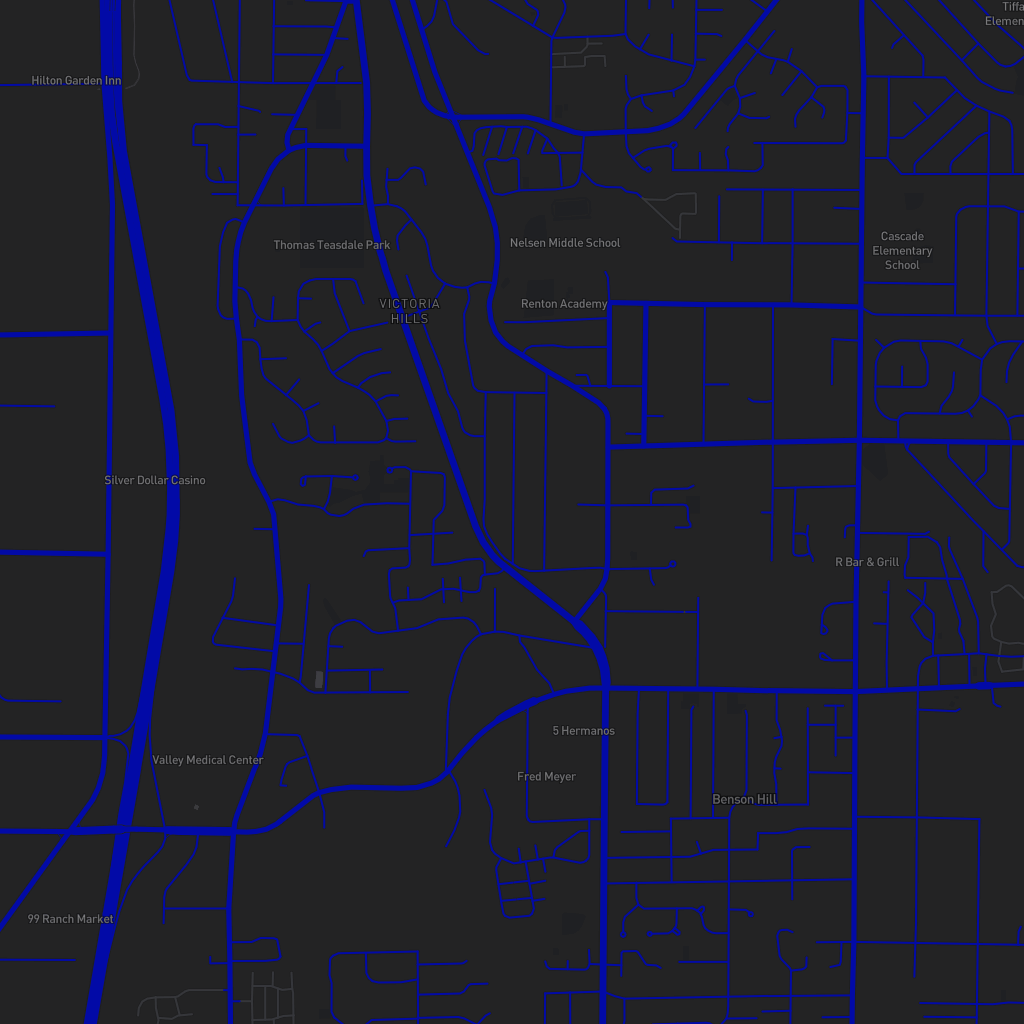 Elemen
Hilton Garden Inn
Cascade
Elementary
School
Nelsen Middle School
Thomas Teasdale Park
VICTORIA
HILLS
Renton Academy
Silver Dollar Casino
R Bar & Grill
5 Hermanos
Valley Medical Center
Fred Meyer
Benson Hill
99 Ranch Market